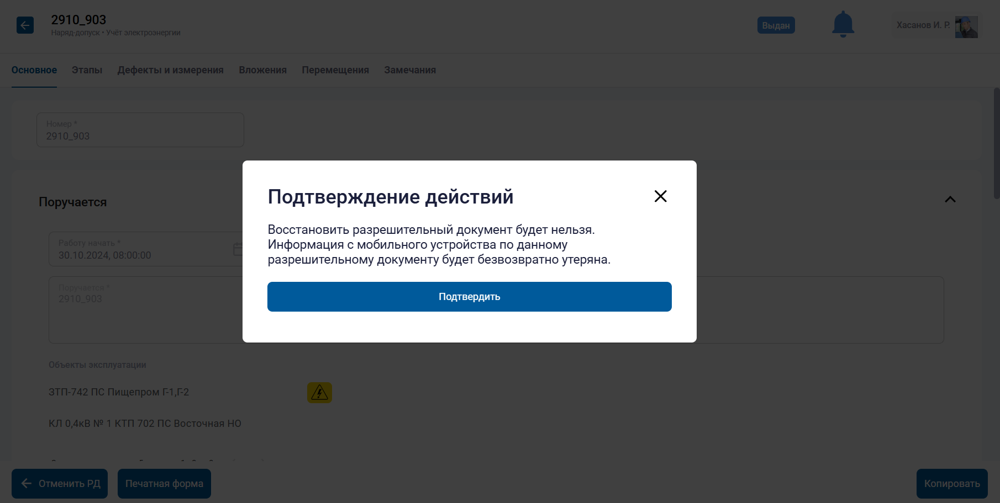 2910_903
Наряд-допуск • Учёт электроэнергии
Выдан
Хасанов И. Р.
Основное
Этапы
Дефекты и измерения
Вложения
Перемещения
Замечания
Номер *
2910_903
Поручается
Работу начать *
30.10.2024, 08:00:00
Поручается *
2910_903
Подтверждение действий
Восстановить разрешительный документ будет нельзя.
Информация с мобильного устройства по данному
разрешительному документу будет безвозвратно утеряна.
Подтвердить
Объекты эксплуатации
ЗТП-742 ПС Пищепром Г-1,Г-2
КЛ 0,4кВ № 1 КТП 702 ПС Восточная НО
Отменить РД
Печатная форма
Копировать